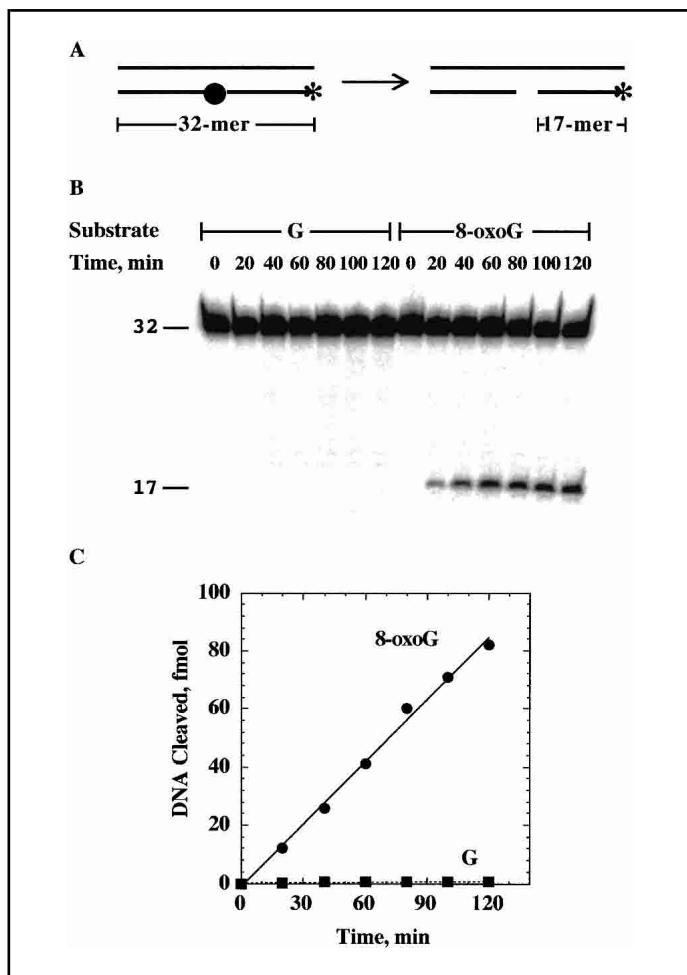 A
*
*
32-mer
17-mer
B
Substrate G 8-oxoG
Time, min 0 20 40 60 80 100 120 0 20 40 60 80 100 120
32
17
C
100
80
60
40
20
0
DNA Cleaved, fmol
8-oxoG
G
0 30 60 90 120
Time, min